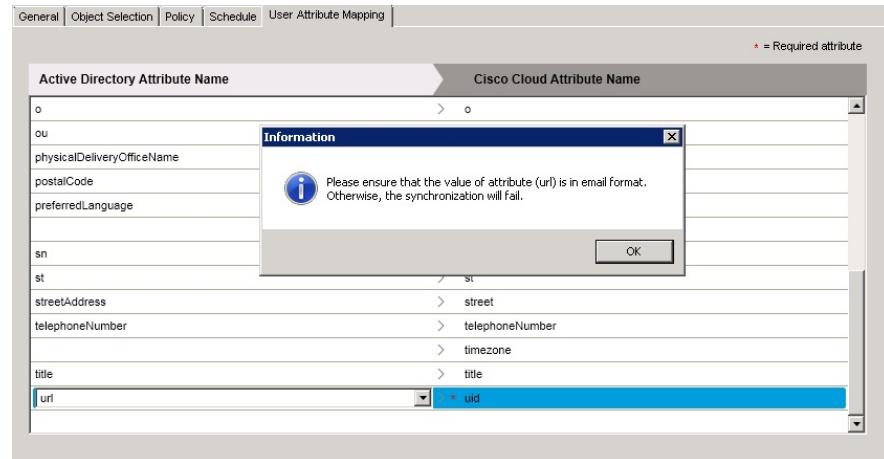 General Object Selection Policy Schedule User Attribute Mapping
* = Required attribute
Active Directory Attribute Name Cisco Cloud Attribute Name
o > o
ou
physicalDeliveryOfficeName
postalCode
preferredLanguage
Information
Please ensure that the value of attribute (url) is in email format.
Otherwise, the synchronization will fail.
OK
sn
st > st
streetAddress > street
telephoneNumber > telephoneNumber
> timezone
title > title
url > * uid